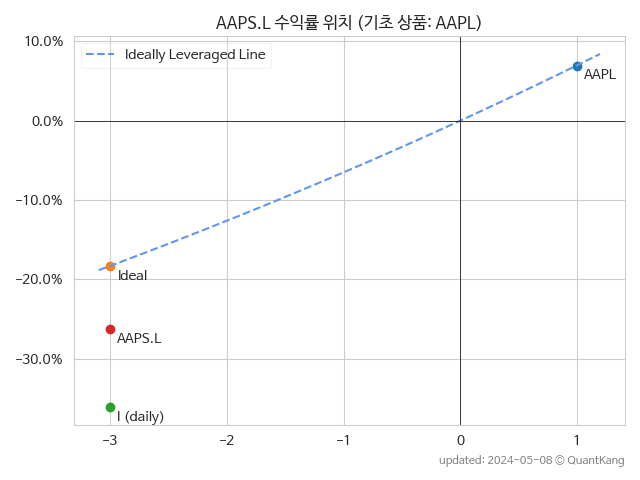 AAPS.L 수익률 위치 (기초 상품: AAPL)
10.0%
Ideally Leveraged Line
AAPL
0.0%
−10.0%
−20.0%
Ideal
AAPS.L
−30.0%
I (daily)
−3 −2 −1 0 1
updated: 2024-05-08 © QuantKang